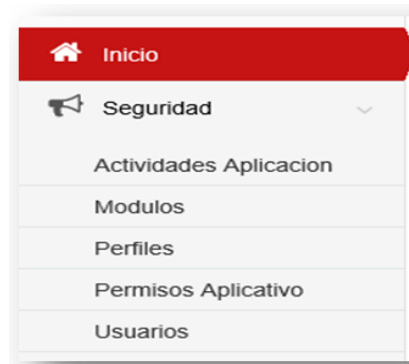 Inicio
Seguridad
Actividades Aplicacion
Modulos
Perfiles
Permisos Aplicativo
Usuarios